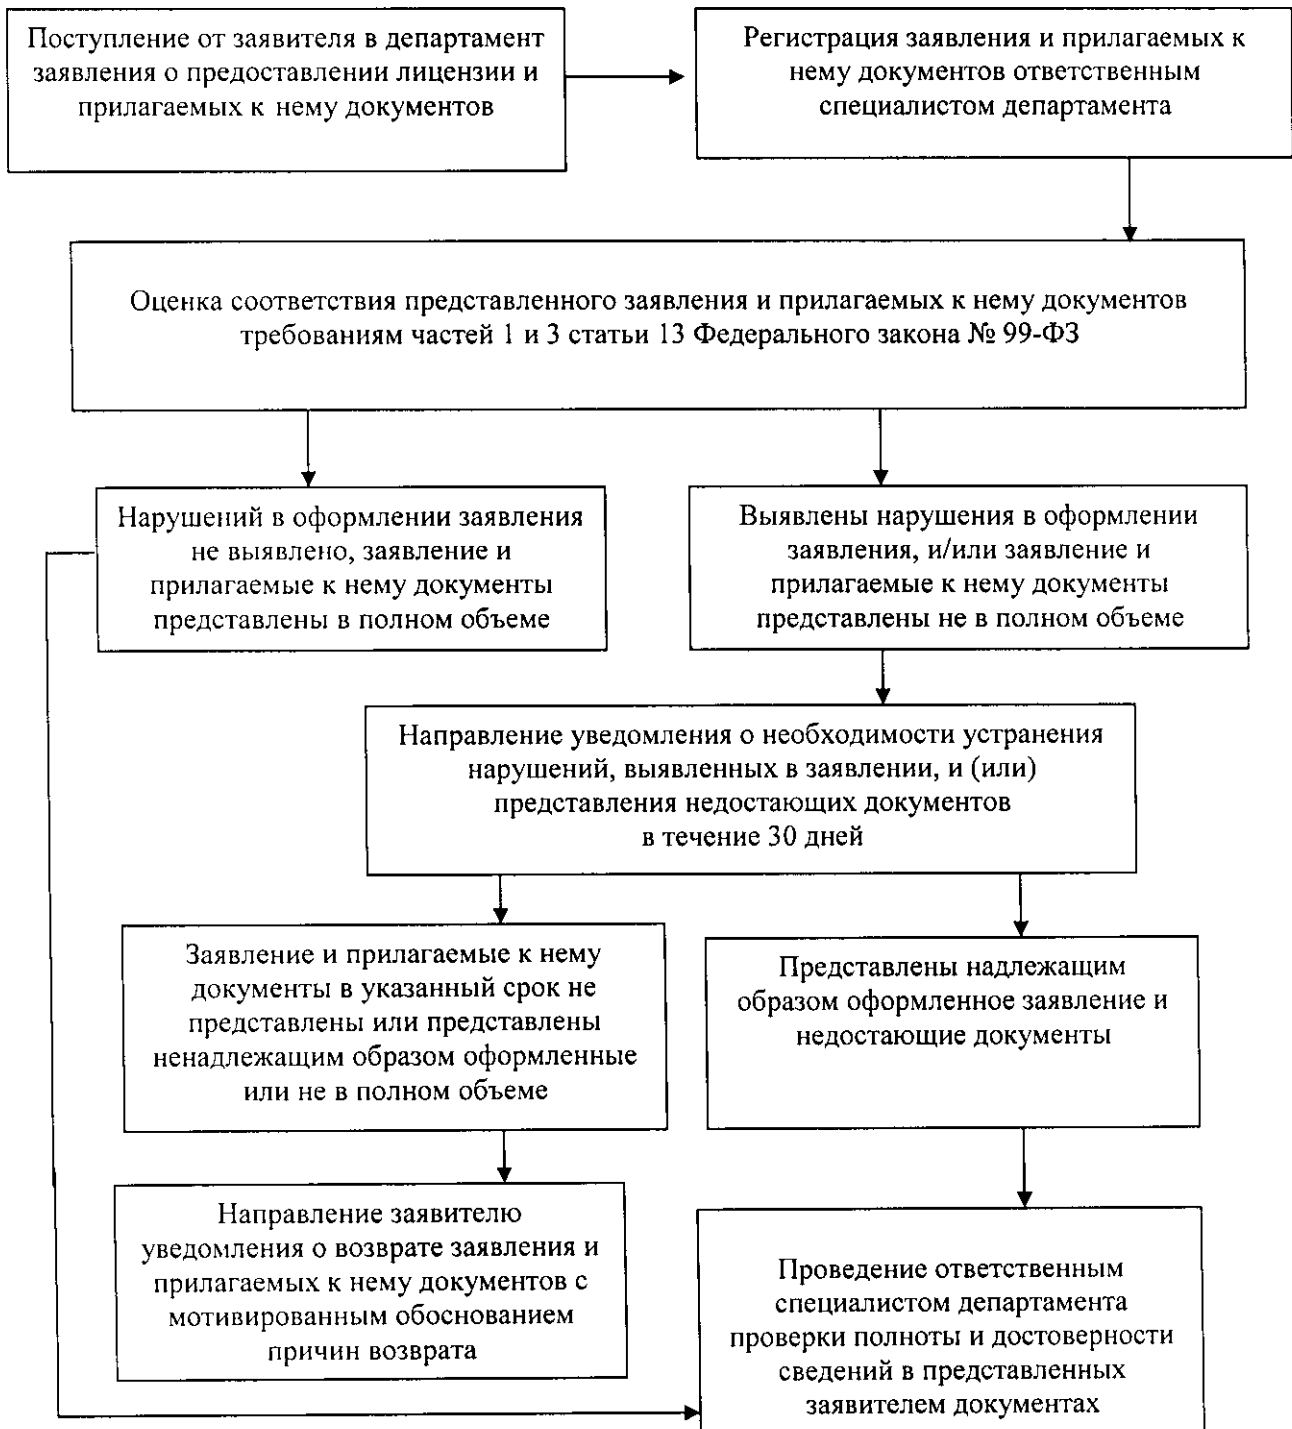 Поступление от заявителя в департамент
заявления о предоставлении лицензии и
прилагаемых к нему документов
Регистрация заявления и прилагаемых к
нему документов ответственным
специалистом департамента
Оценка соответствия представленного заявления и прилагаемых к нему документов
требованиям частей 1 и 3 статьи 13 Федерального закона № 99-ФЗ
Нарушений в оформлении заявления
не выявлено, заявление и
прилагаемые к нему документы
представлены в полном объеме
Выявлены нарушения в оформлении
заявления, и/или заявление и
прилагаемые к нему документы
представлены не в полном объеме
Направление уведомления о необходимости устранения
нарушений, выявленных в заявлении, и (или)
представления недостающих документов
в течение 30 дней
Заявление и прилагаемые к нему
документы в указанный срок не
представлены или представлены
ненадлежащим образом оформленные
или не в полном объеме
Представлены надлежащим
образом оформленное заявление и
недостающие документы
Направление заявителю
уведомления о возврате заявления и
прилагаемых к нему документов с
мотивированным обоснованием
причин возврата
Проведение ответственным
специалистом департамента
проверки полноты и достоверности
сведений в представленных
заявителем документах